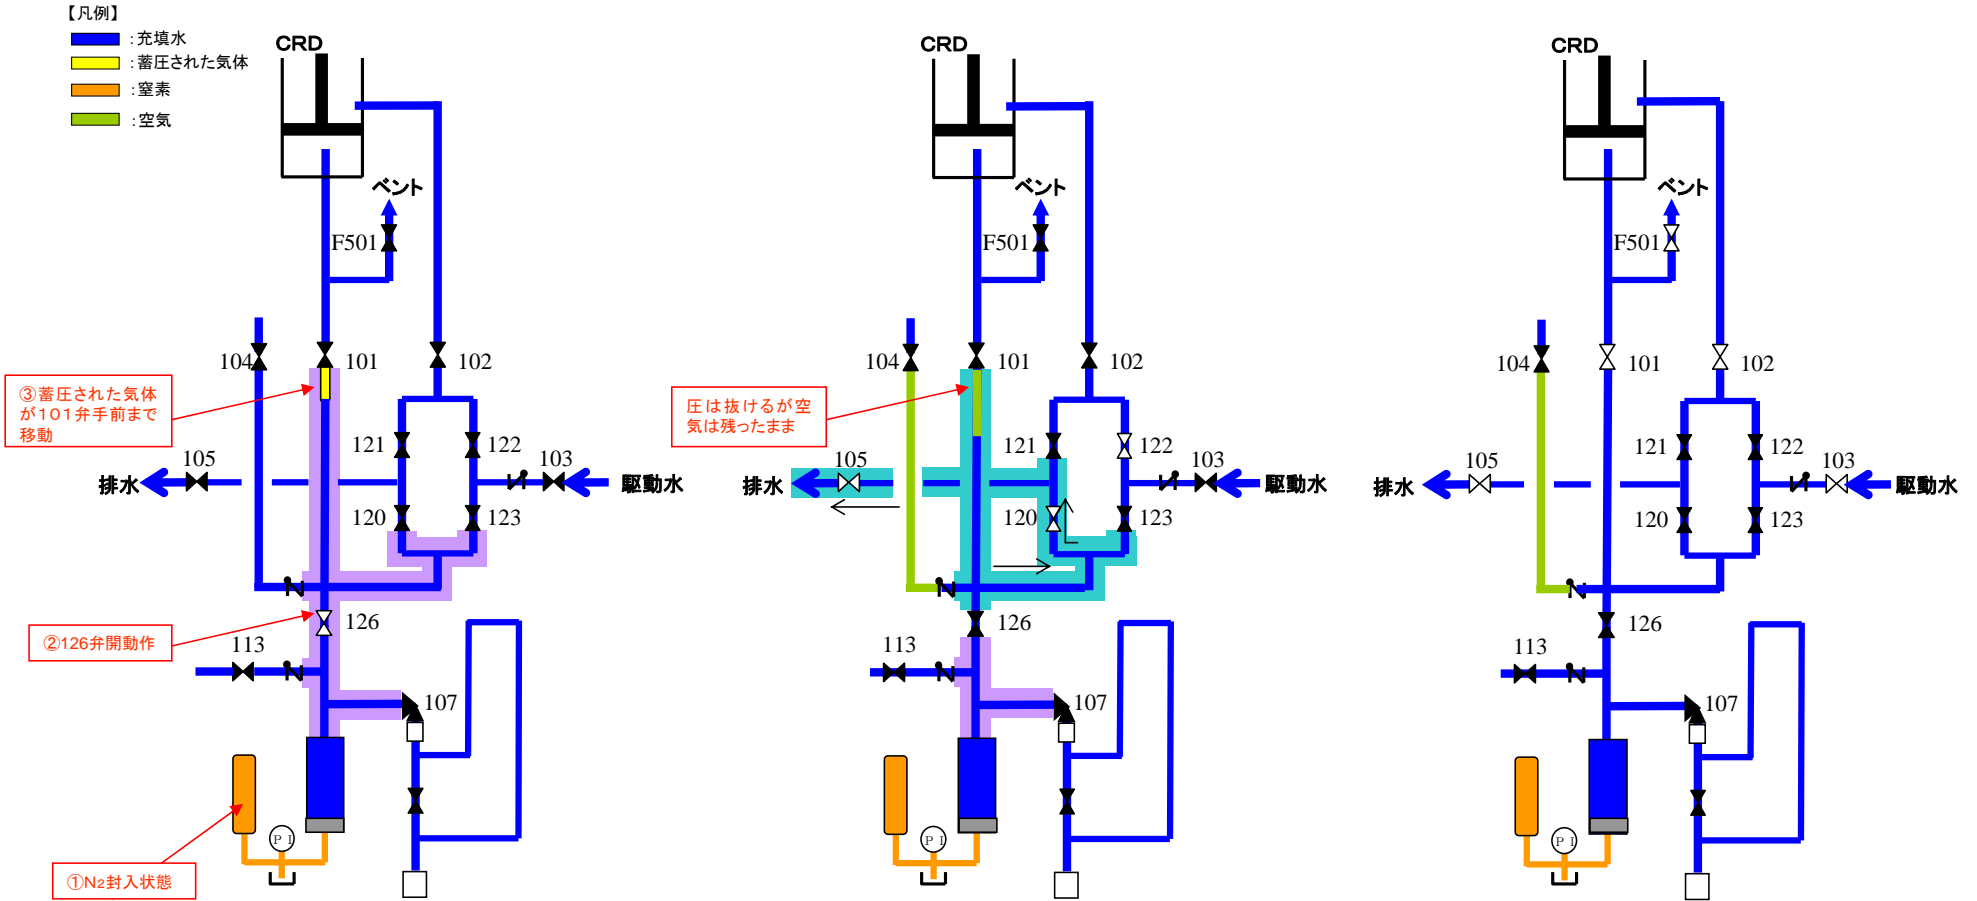 【凡例】
：充填水
：蓄圧された気体
：窒素
：空気
CRD
ベント
F501
104
101
102
③蓄圧された気体
が１０１弁手前まで
移動
121
122
105
103
排水
駆動水
120
123
126
②126弁開動作
113
107
P I
①N₂封入状態
CRD
ベント
F501
104
101
102
圧は抜けるが空
気は残ったまま
121
122
105
103
排水
駆動水
120
123
126
113
107
P I
CRD
ベント
F501
104
101
102
121
122
105
103
排水
駆動水
120
123
126
113
107
P I